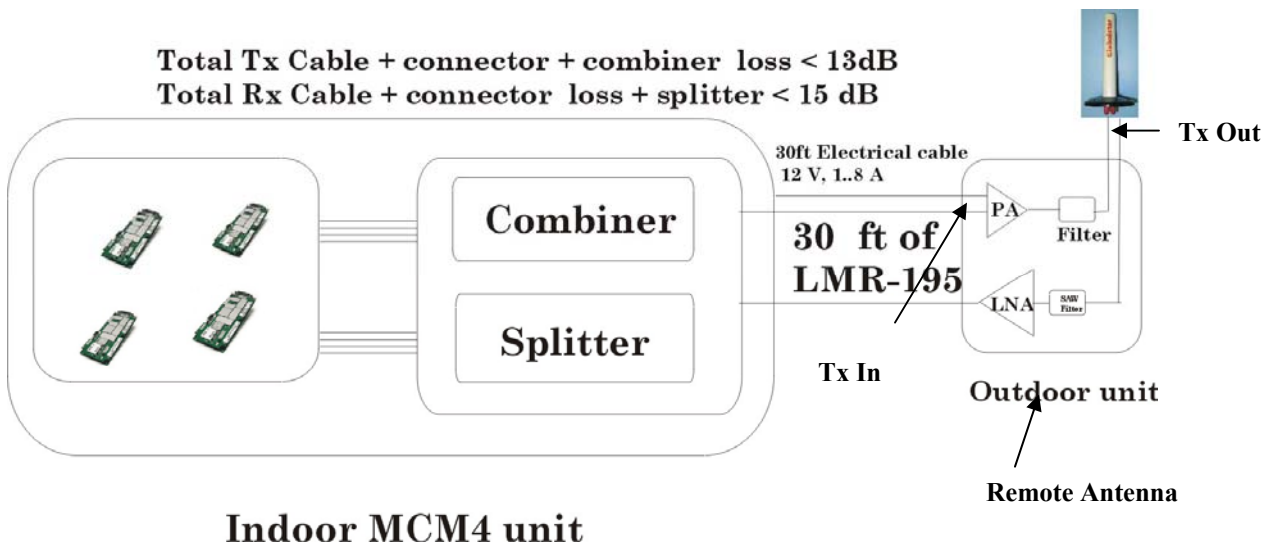 Total Tx Cable + connector + combiner loss < 13dB
Total Rx Cable + connector loss + splitter < 15 dB
Tx Out
30ft Electrical cable
12 V, 1..8 A
Combiner
PA
Filter
30 ft of
LMR-195
Splitter
LNA
SAW
Filter
Tx In
Outdoor unit
Remote Antenna
Indoor MCM4 unit